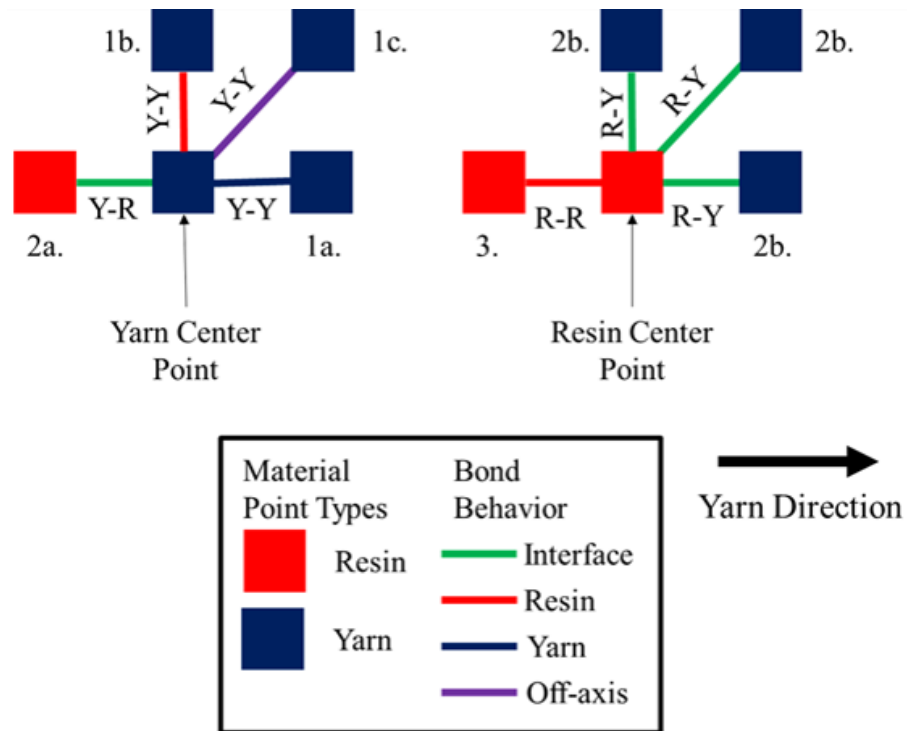 1b.
1c.
Y-Y
Y-Y
Y-R
Y-Y
2a.
1a.
Yarn Center
Point
2b.
2b.
R-Y
R-Y
R-R
R-Y
3.
2b.
Resin Center
Point
Material
Point Types
Resin
Yarn
Bond
Behavior
Interface
Resin
Yarn
Off-axis
Yarn Direction